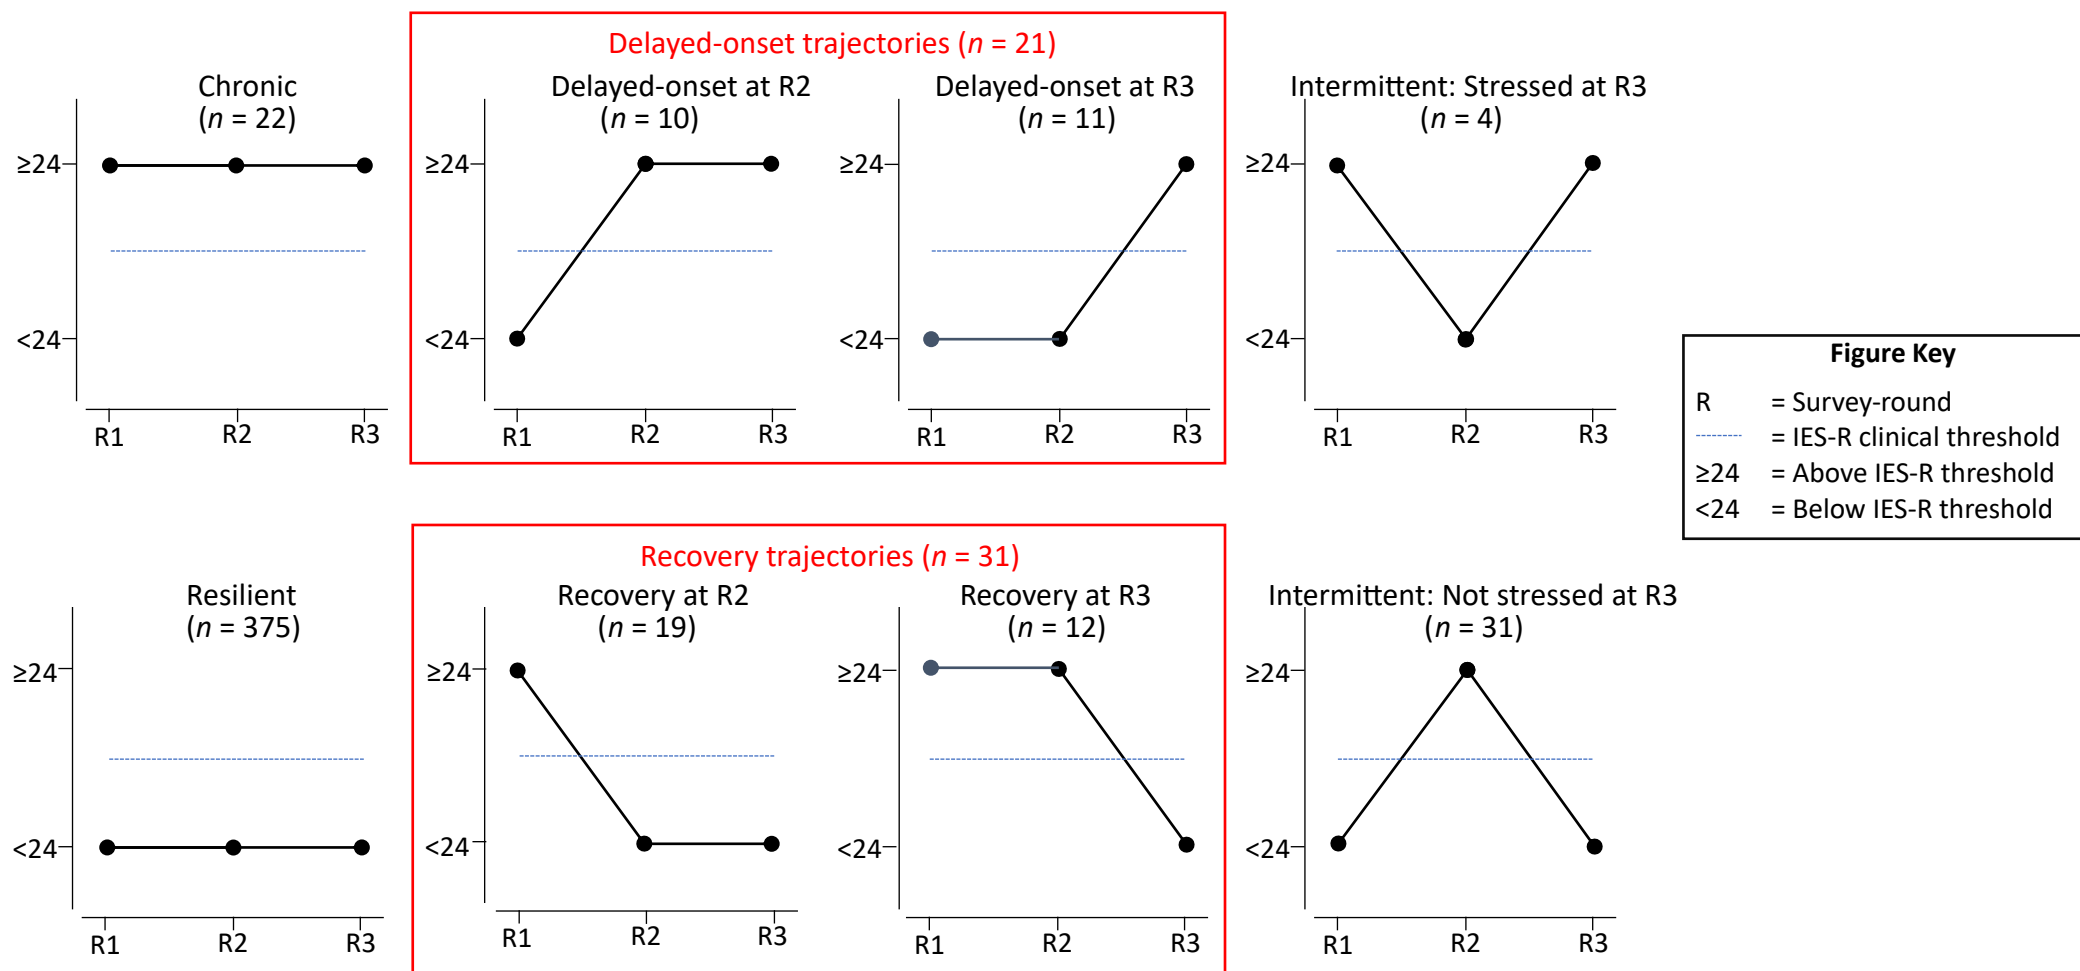 Delayed-onset trajectories (n = 21)
Chronic
(n = 22)
≥24
<24
R1 R2 R3
Delayed-onset at R2
(n = 10)
≥24
<24
R1 R2 R3
Delayed-onset at R3
(n = 11)
≥24
<24
R1 R2 R3
Intermittent: Stressed at R3
(n = 4)
≥24
<24
R1 R2 R3
Figure Key
R = Survey-round
= IES-R clinical threshold
≥24 = Above IES-R threshold
<24 = Below IES-R threshold
Recovery trajectories (n = 31)
Resilient
(n = 375)
≥24
<24
R1 R2 R3
Recovery at R2
(n = 19)
≥24
<24
R1 R2 R3
Recovery at R3
(n = 12)
≥24
<24
R1 R2 R3
Intermittent: Not stressed at R3
(n = 31)
≥24
<24
R1 R2 R3